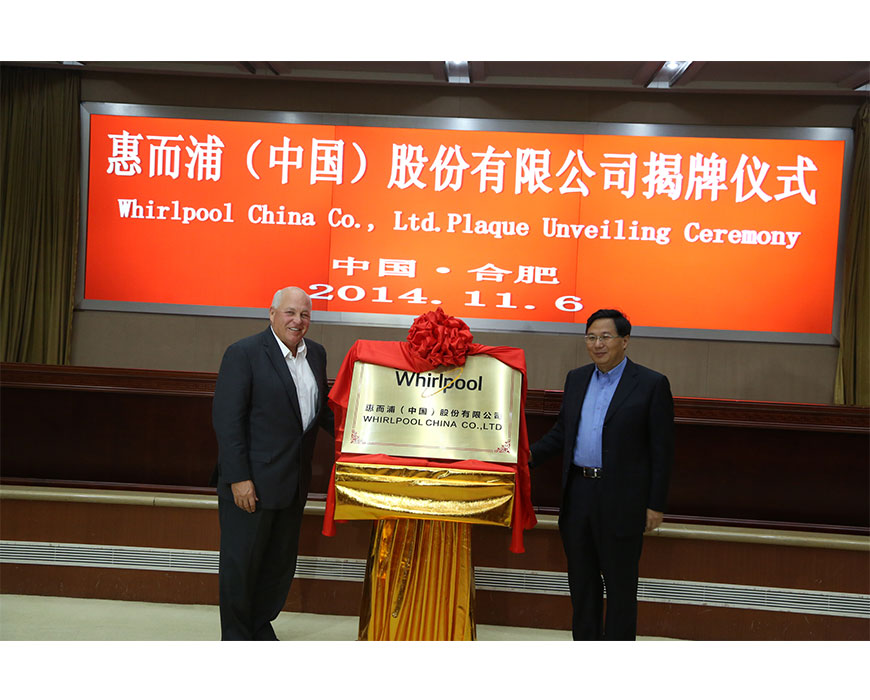 惠而浦（中国）股份有限公司揭牌仪式
Whirlpool China Co., Ltd.Plaque Unveiling Ceremony
中国·合肥
2014.11.6
Whirlpool
惠而浦（中国）股份有限公司
WHIRLPOOL CHINA CO.,LTD